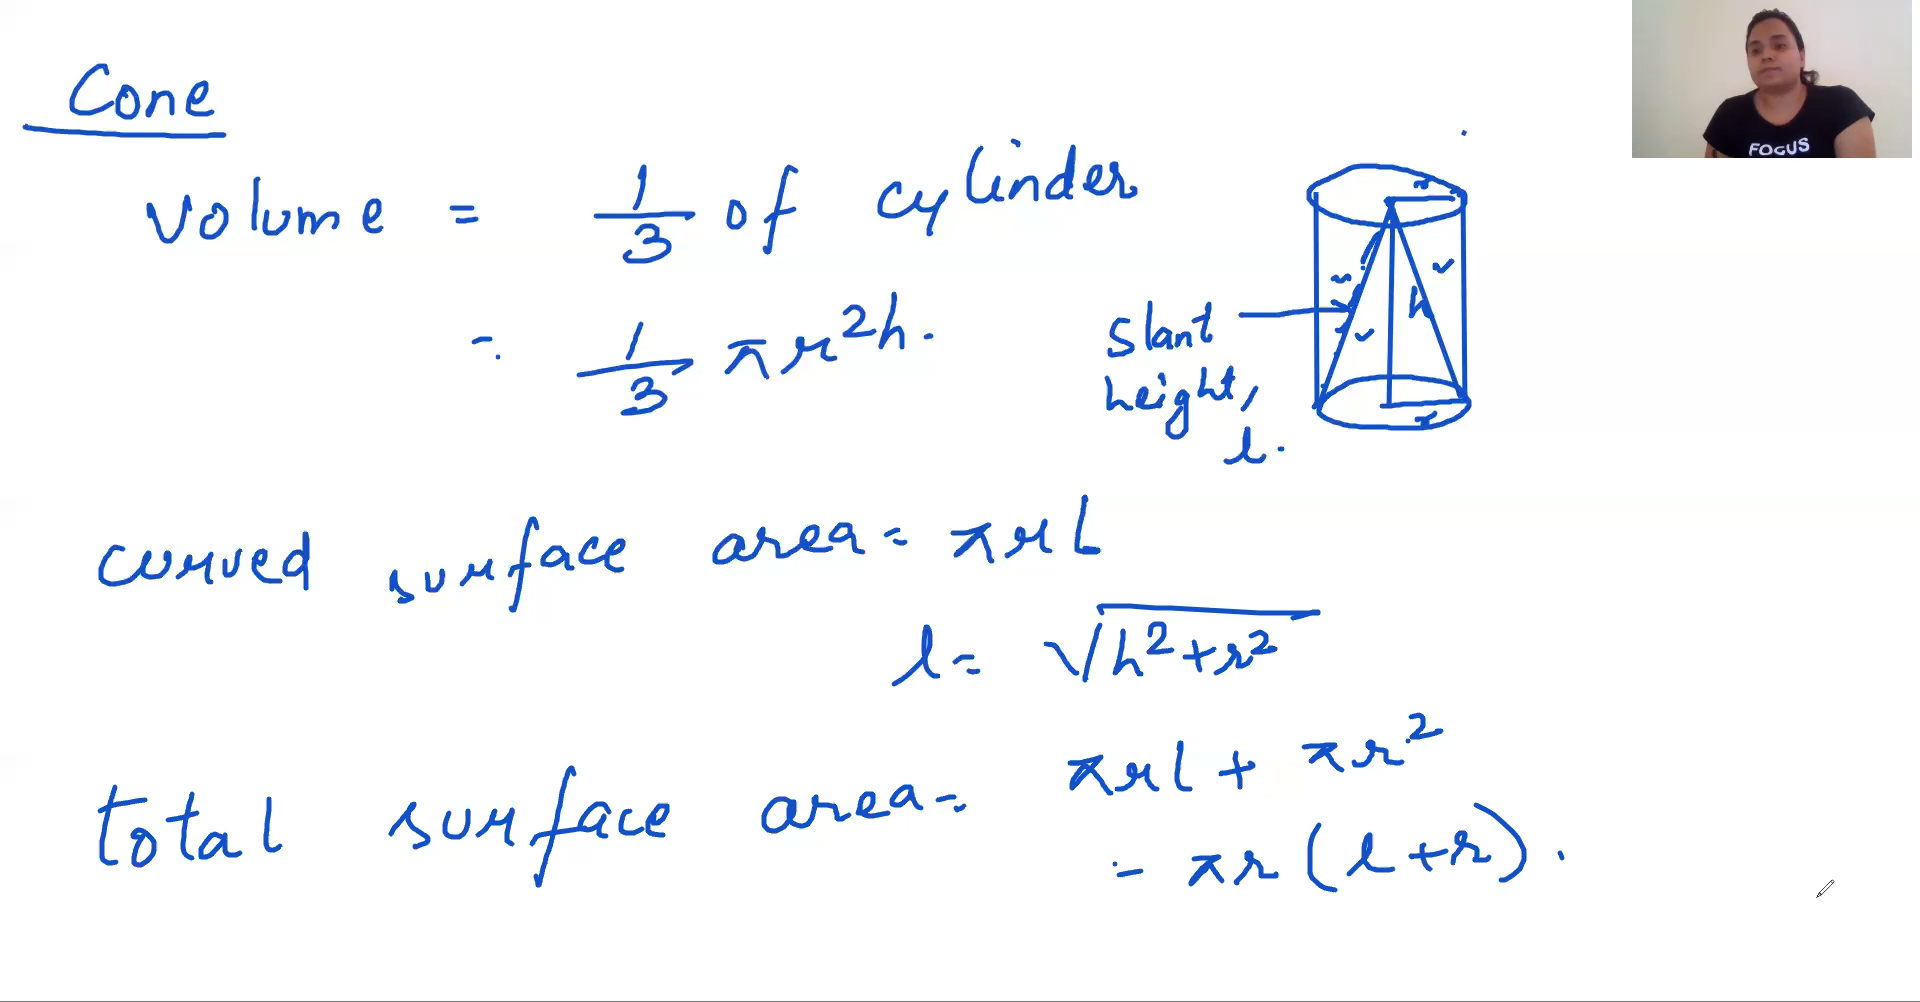 Cone
FOCUS
volume = 1/3 of cylinder
r
= 1/3 πr²h.
h
slant
height,
l.
r
curved surface area = πrl
l = √h²+r²
total surface area = πrl + πr²
= πr(l+r).